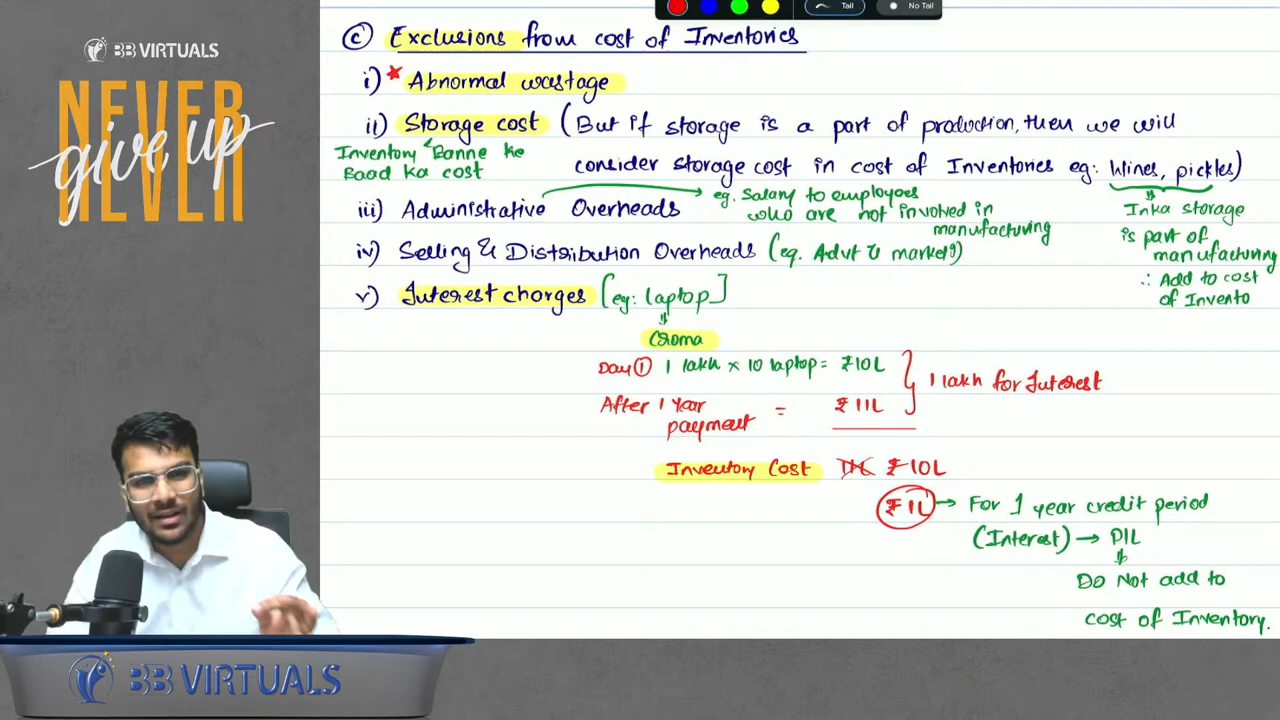 Tail
No Tail
BB VIRTUALS
NEVER
give up
NEVER
(C) Exclusions from cost of Inventories
i) * Abnormal wastage
ii) Storage cost (But if storage is a part of production, then we will
consider storage cost in cost of Inventories eg: Wines, pickles)
Inventory Banne ke
Baad ka cost
Inka storage
is part of
manufacturing
∴ Add to cost
of Invento
iii) Administrative Overheads
eg. Salary to employees
who are not involved in
manufacturing
iv) Selling & Distribution Overheads (eg. Advt & marketg)
v) Interest charges [eg: laptop]
Croma
Day ① 1 lakh × 10 laptop = ₹10L
After 1 Year
payment = ₹11L
1 lakh for Interest
Inventory Cost 11L ₹10L
₹1L → For 1 year credit period
(Interest) → P/L
Do Not add to
cost of Inventory.
BB VIRTUALS